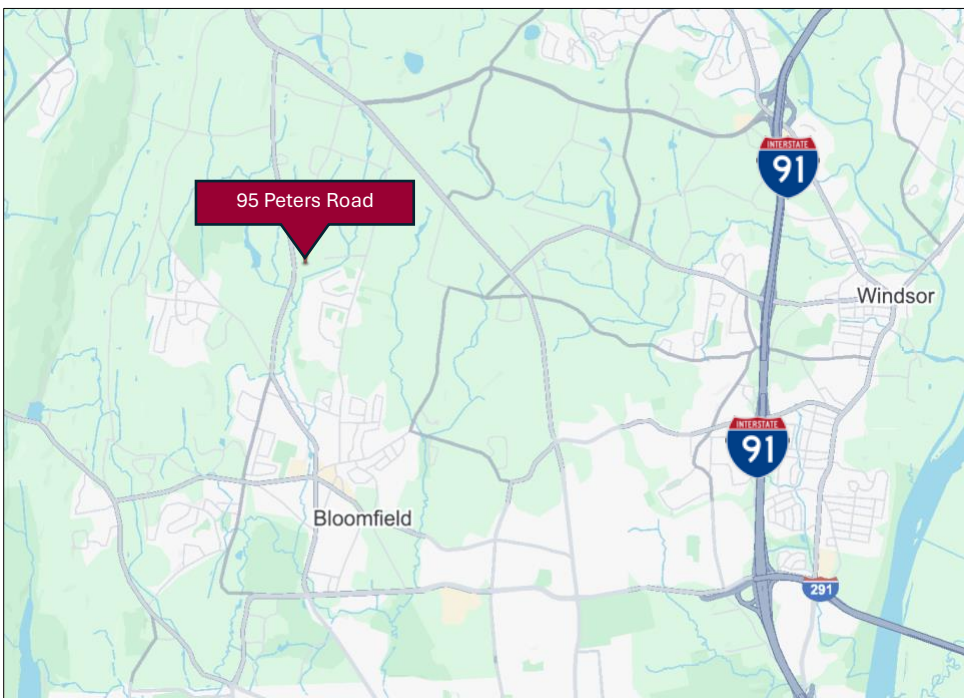 INTERSTATE
91
95 Peters Road
Windsor
INTERSTATE
91
Bloomfield
291